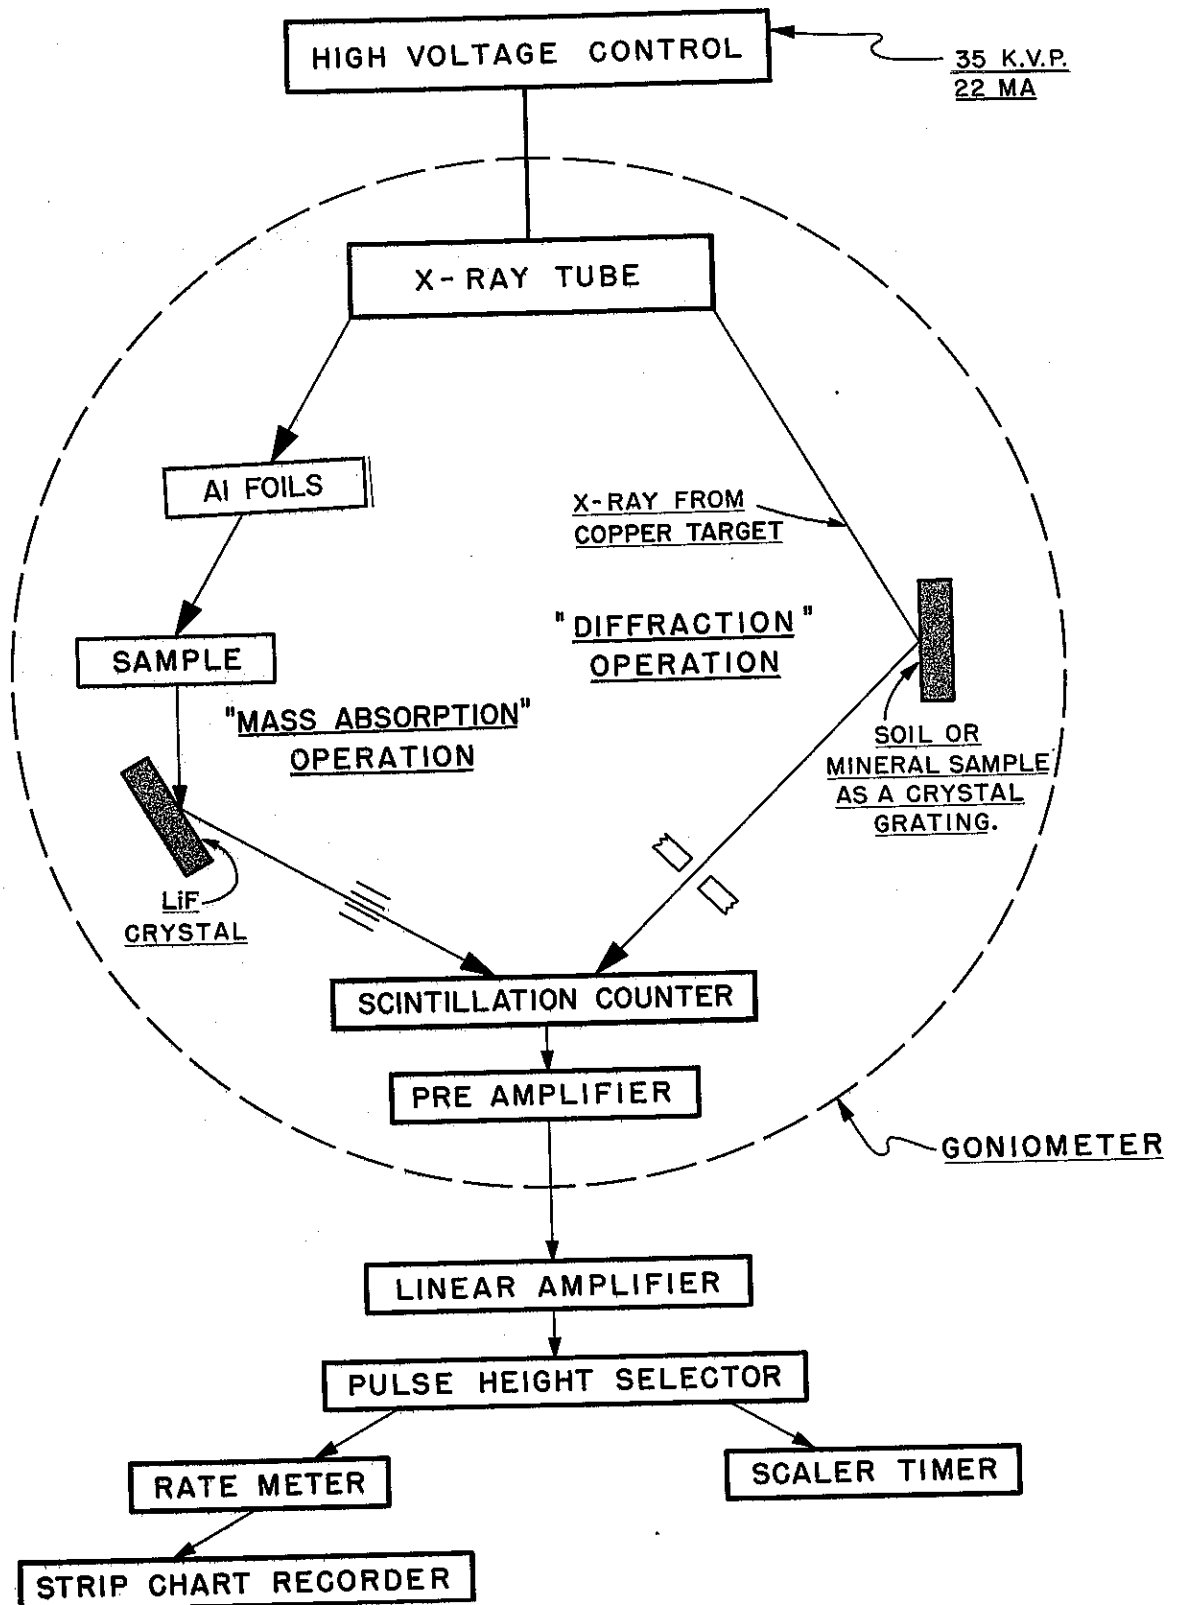 HIGH VOLTAGE CONTROL
35 K.V.P.
22 MA
X-RAY TUBE
Al FOILS
X-RAY FROM
COPPER TARGET
"DIFFRACTION"
OPERATION
SAMPLE
"MASS ABSORPTION"
OPERATION
SOIL OR
MINERAL SAMPLE
AS A CRYSTAL
GRATING.
LiF
CRYSTAL
SCINTILLATION COUNTER
PRE AMPLIFIER
GONIOMETER
LINEAR AMPLIFIER
PULSE HEIGHT SELECTOR
RATE METER
SCALER TIMER
STRIP CHART RECORDER